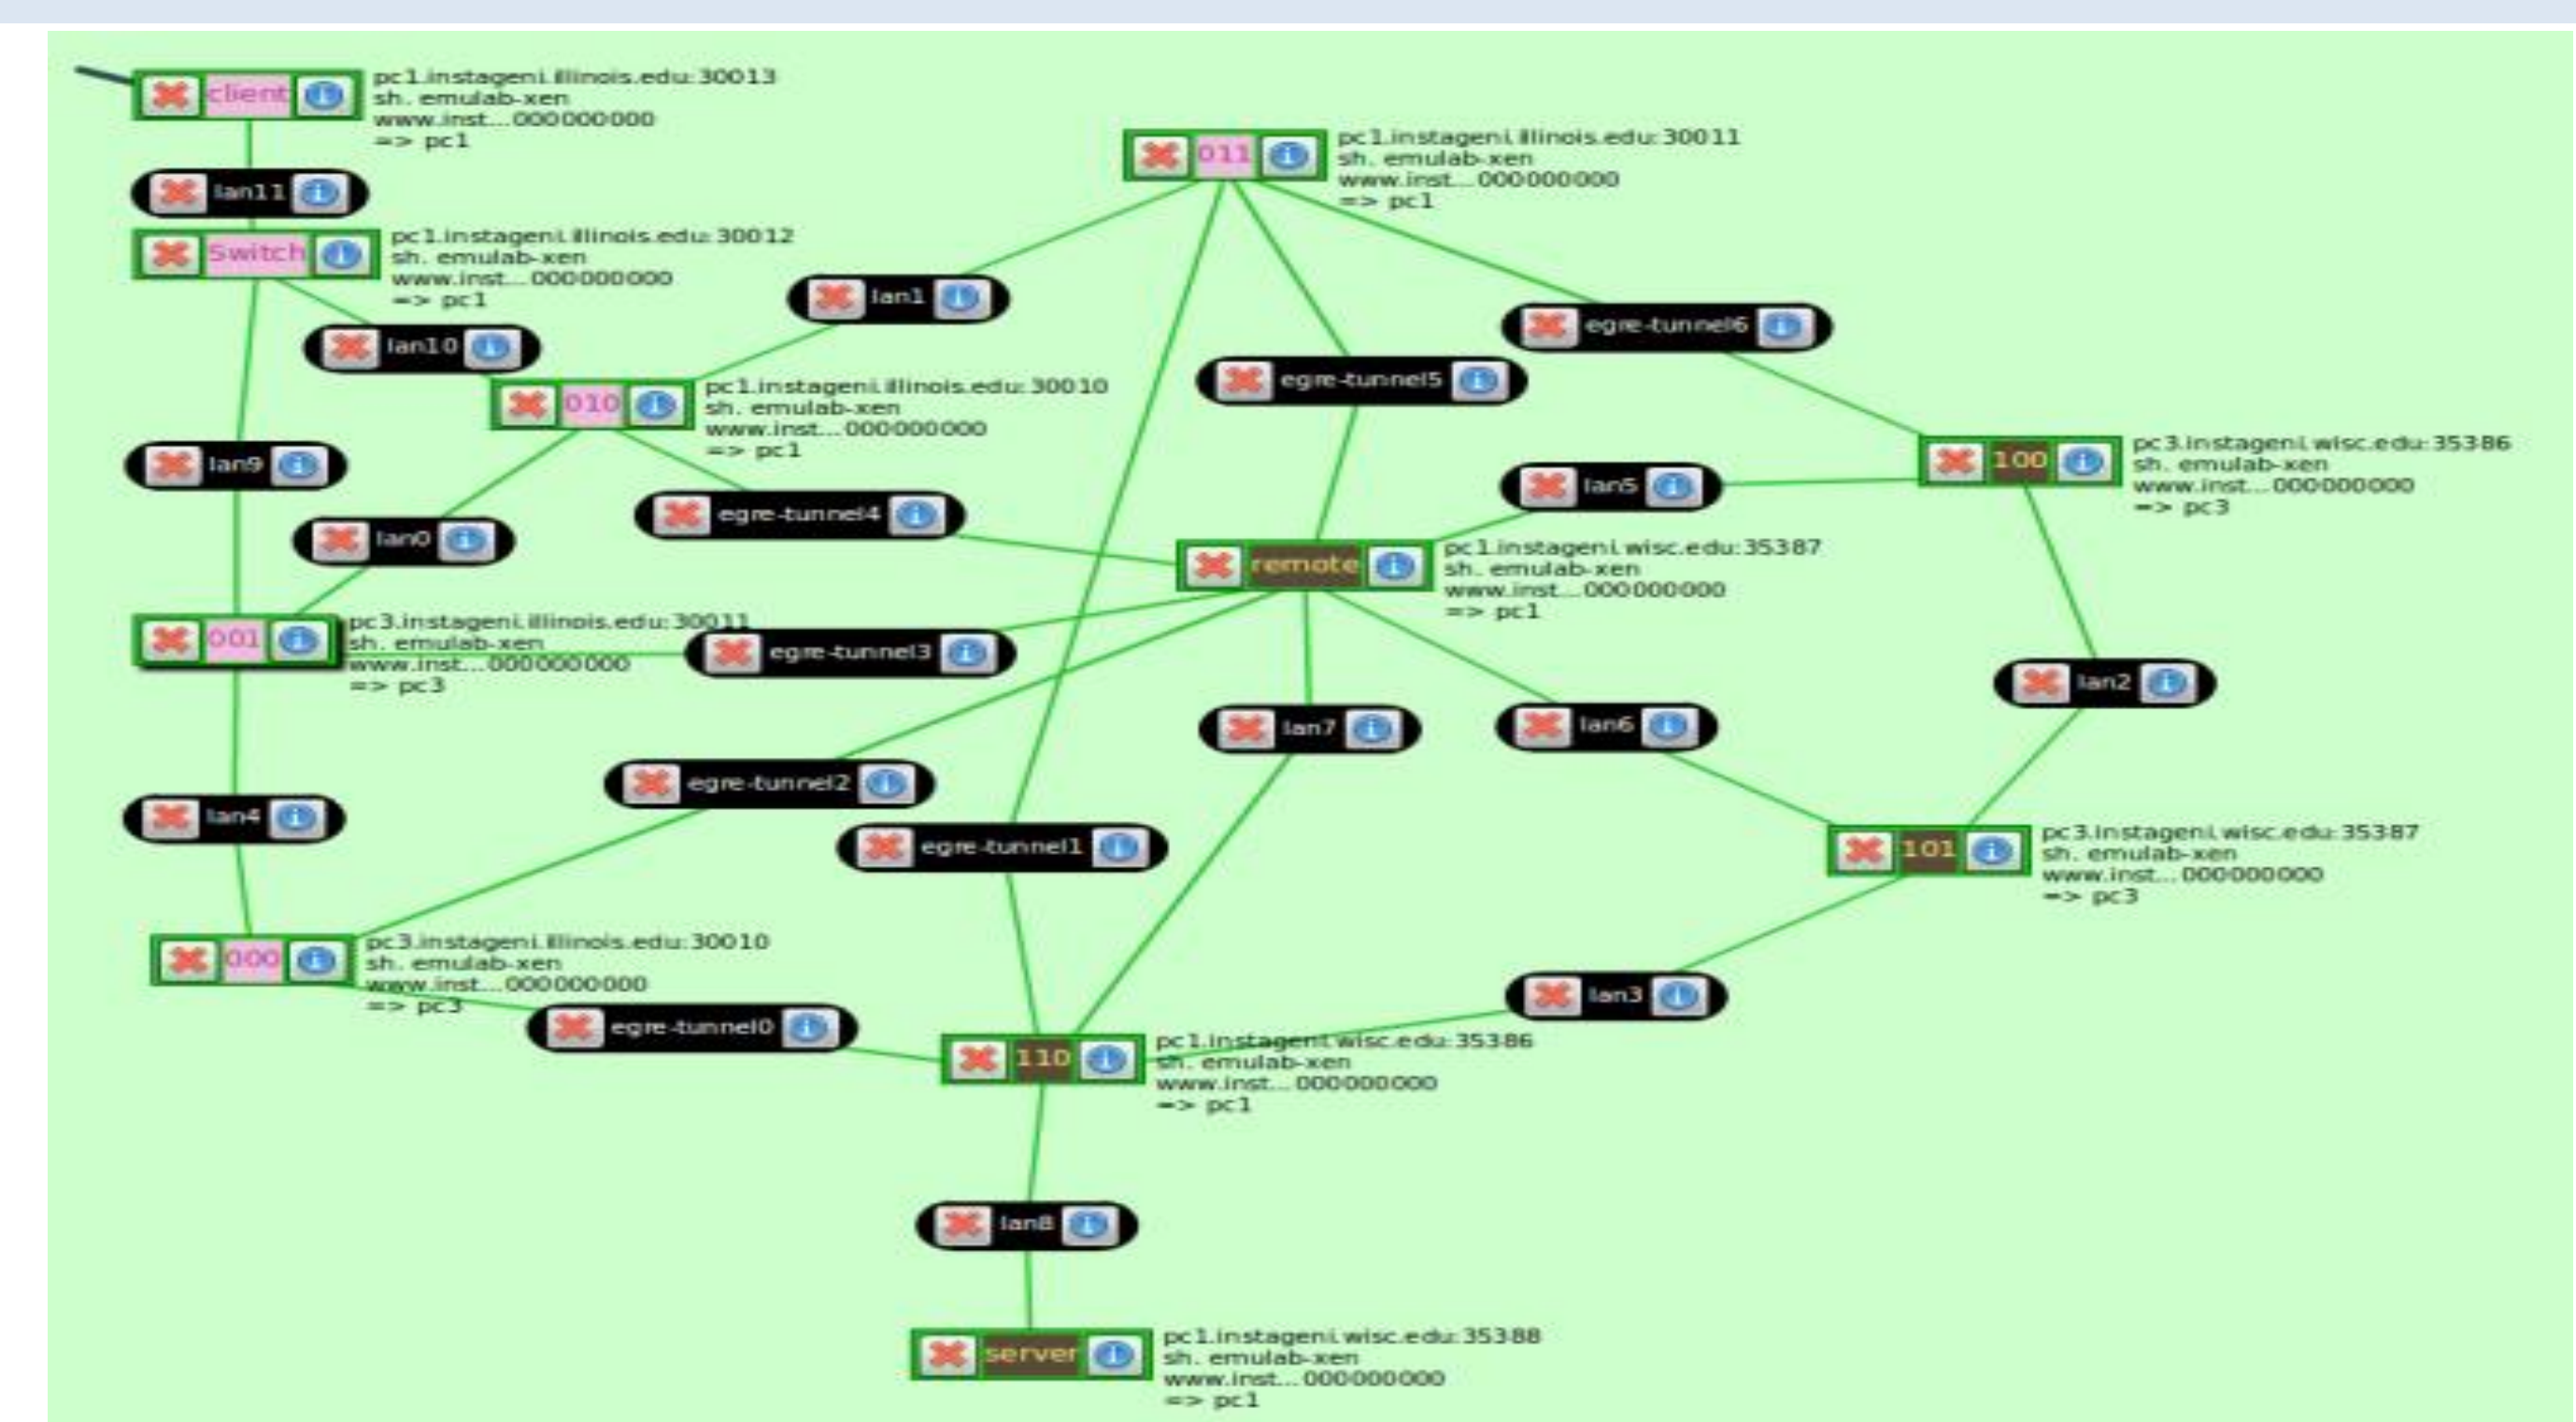 client
pc1.instageni.illinois.edu:30013
sh. emulab-xen
www.inst...000000000
=> pc1
011
pc1.instageni.illinois.edu:30011
sh. emulab-xen
www.inst...000000000
=> pc1
lan11
Switch
pc1.instageni.illinois.edu:30012
sh. emulab-xen
www.inst...000000000
=> pc1
lan1
egre-tunnel6
lan10
egre-tunnel5
010
pc1.instageni.illinois.edu:30010
sh. emulab-xen
www.inst...000000000
=> pc1
lan9
lan5
100
pc3.instageni.wisc.edu:35386
sh. emulab-xen
www.inst...000000000
=> pc3
egre-tunnel4
lan0
remote
pc1.instageni.wisc.edu:35387
sh. emulab-xen
www.inst...000000000
=> pc1
001
pc3.instageni.illinois.edu:30011
sh. emulab-xen
www.inst...000000000
=> pc3
egre-tunnel3
lan2
lan7
lan6
egre-tunnel2
lan4
egre-tunnel1
101
pc3.instageni.wisc.edu:35387
sh. emulab-xen
www.inst...000000000
=> pc3
000
pc3.instageni.illinois.edu:30010
sh. emulab-xen
www.inst...000000000
=> pc3
lan3
egre-tunnel0
110
pc1.instageni.wisc.edu:35386
sh. emulab-xen
www.inst...000000000
=> pc1
lan8
server
pc1.instageni.wisc.edu:35388
sh. emulab-xen
www.inst...000000000
=> pc1